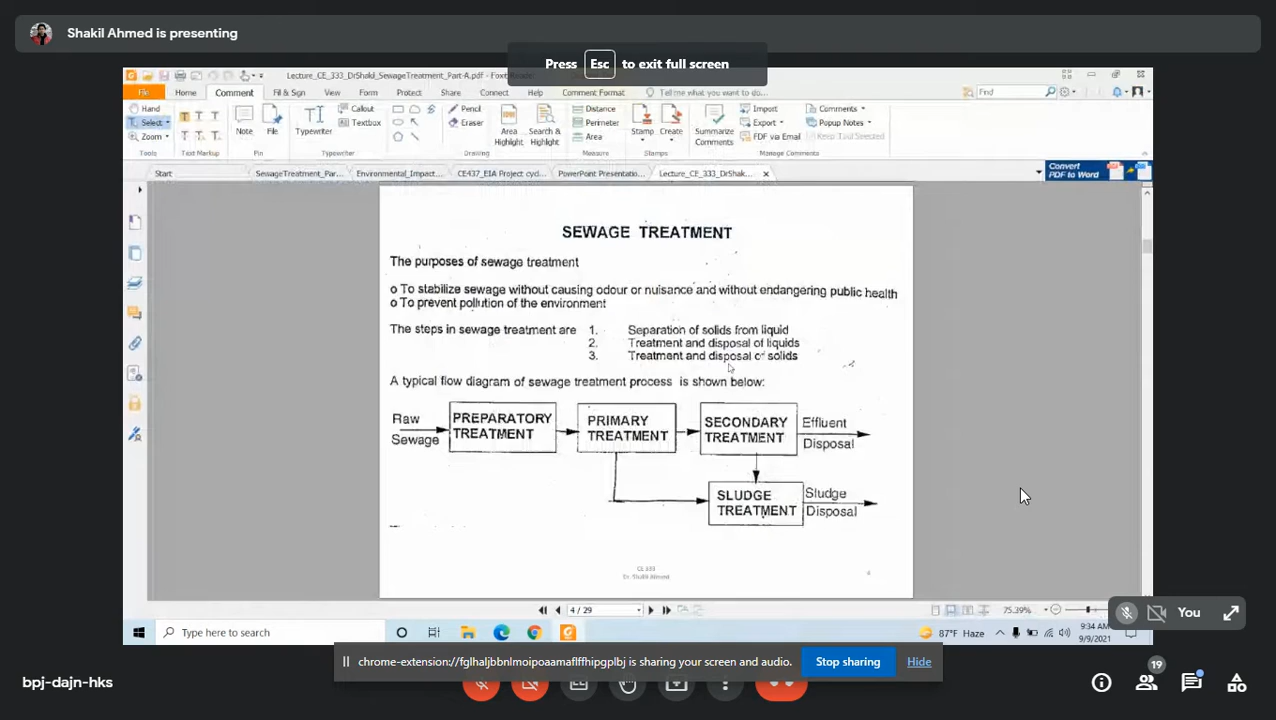 Shakil Ahmed is presenting
Press Esc to exit full screen
Lecture_CE_333_DrShakil_SewageTreatment_Part-A.pdf - Foxit Reader
File Home Comment Fill & Sign View Form Protect Share Connect Help Comment Format Tell me what you want to do... Find
Hand
Select
Zoom
Tools
Text Markup
Note
File
Pin
Typewriter
Callout
Textbox
Typewriter
Pencil
Eraser
Drawing
Area
Highlight
Search &
Highlight
Distance
Perimeter
Area
Measure
Stamp
Create
Stamps
Summarize
Comments
Import
Export
FDF via Email
Comments
Popup Notes
Keep Tool Selected
Manage Comments
Start SewageTreatment_Par... Environmental_Impact... CE437_EIA Project cycl... PowerPoint Presentatio... Lecture_CE_333_DrShak...
Convert
PDF to Word
SEWAGE TREATMENT
The purposes of sewage treatment
o To stabilize sewage without causing odour or nuisance and without endangering public health
o To prevent pollution of the environment
The steps in sewage treatment are 1. Separation of solids from liquid
2. Treatment and disposal of liquids
3. Treatment and disposal of solids
A typical flow diagram of sewage treatment process is shown below:
Raw
Sewage
PREPARATORY
TREATMENT
PRIMARY
TREATMENT
SECONDARY
TREATMENT
Effluent
Disposal
SLUDGE
TREATMENT
Sludge
Disposal
CE 333
Dr. Shakil Ahmed
4
4 / 29
75.39%
You
Type here to search
87°F Haze
9:34 AM
9/9/2021
chrome-extension://fglhaljbbnlmoipoaamaflffhipgplbj is sharing your screen and audio. Stop sharing Hide
bpj-dajn-hks
19